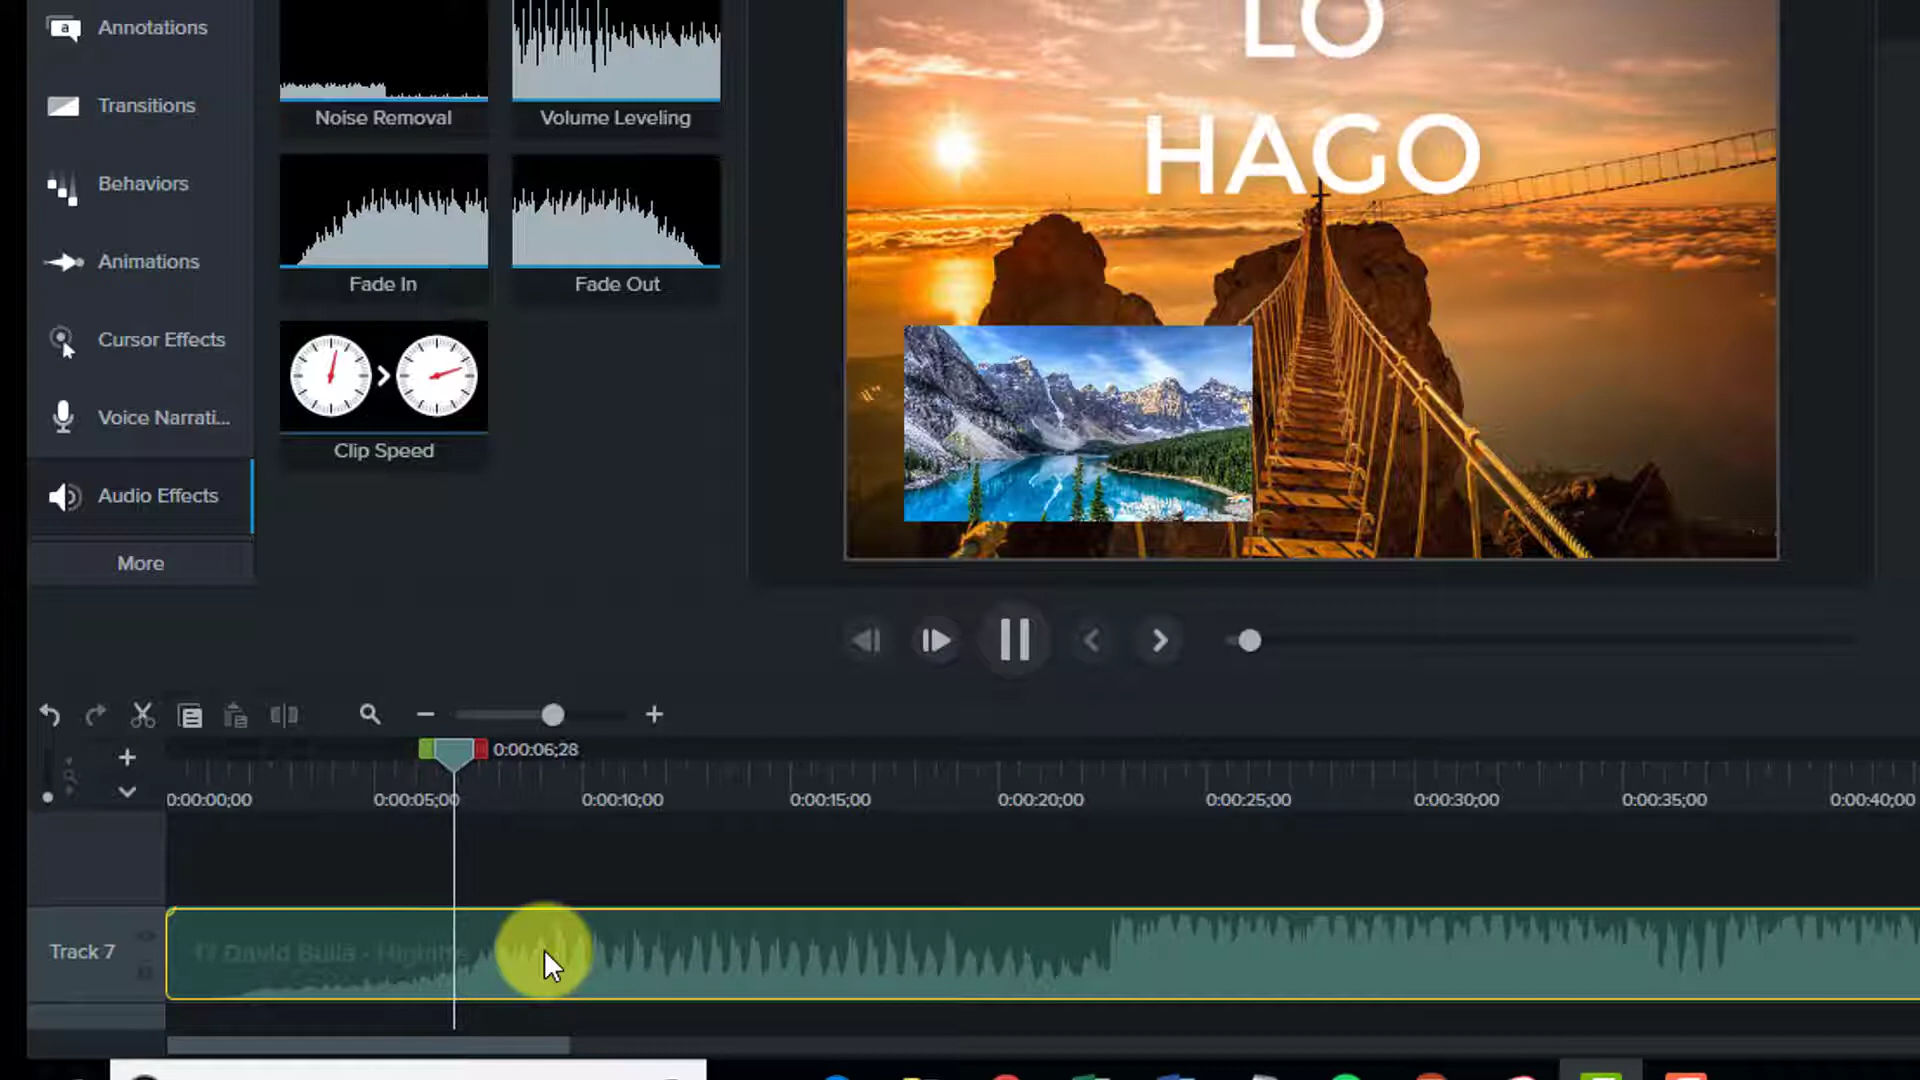 Annotations
Transitions
Behaviors
Animations
Cursor Effects
Voice Narrati...
Audio Effects
More
Noise Removal
Volume Leveling
Fade In
Fade Out
Clip Speed
LO
HAGO
0:00:06;28
0:00:00;00
0:00:05;00
0:00:10;00
0:00:15;00
0:00:20;00
0:00:25;00
0:00:30;00
0:00:35;00
0:00:40;00
Track 7
17 David Bulla -